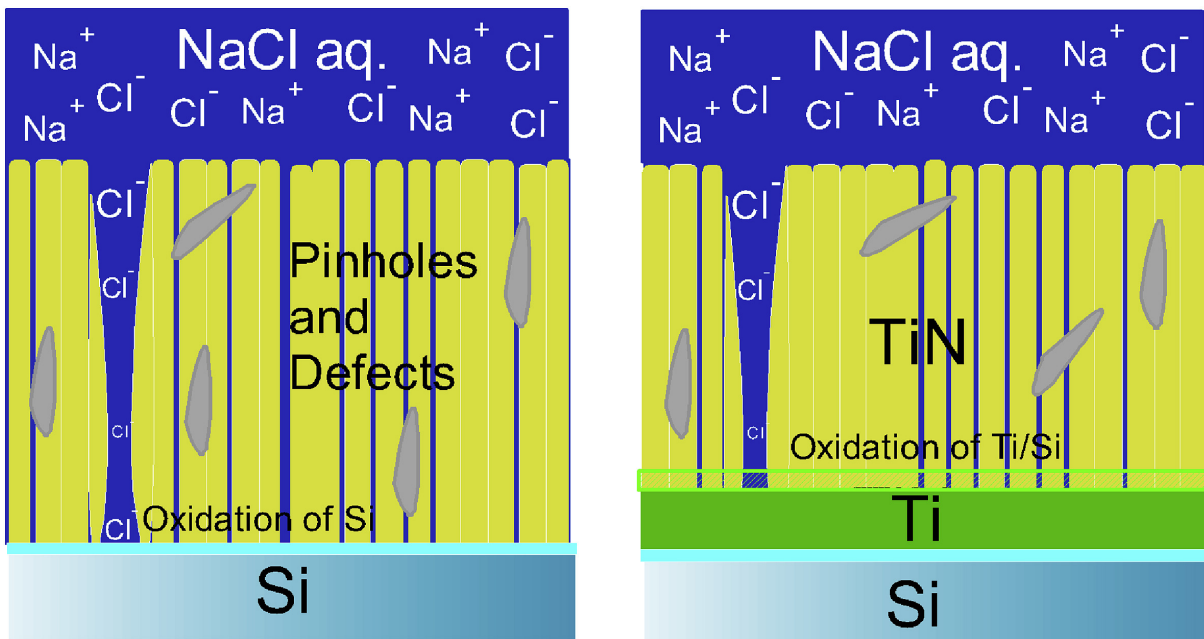 Na⁺ NaCl aq. Na⁺ Cl⁻
Na⁺ Cl⁻ Cl⁻ Na⁺ Cl⁻ Na⁺ Cl⁻
Cl⁻
Cl⁻
Cl⁻
Cl⁻
Pinholes
and
Defects
Oxidation of Si
Si
Na⁺ NaCl aq. Na⁺ Cl⁻
Na⁺ Cl⁻ Cl⁻ Na⁺ Cl⁻ Na⁺ Cl⁻
Cl⁻
Cl⁻
Cl⁻
TiN
Oxidation of Ti/Si
Ti
Si